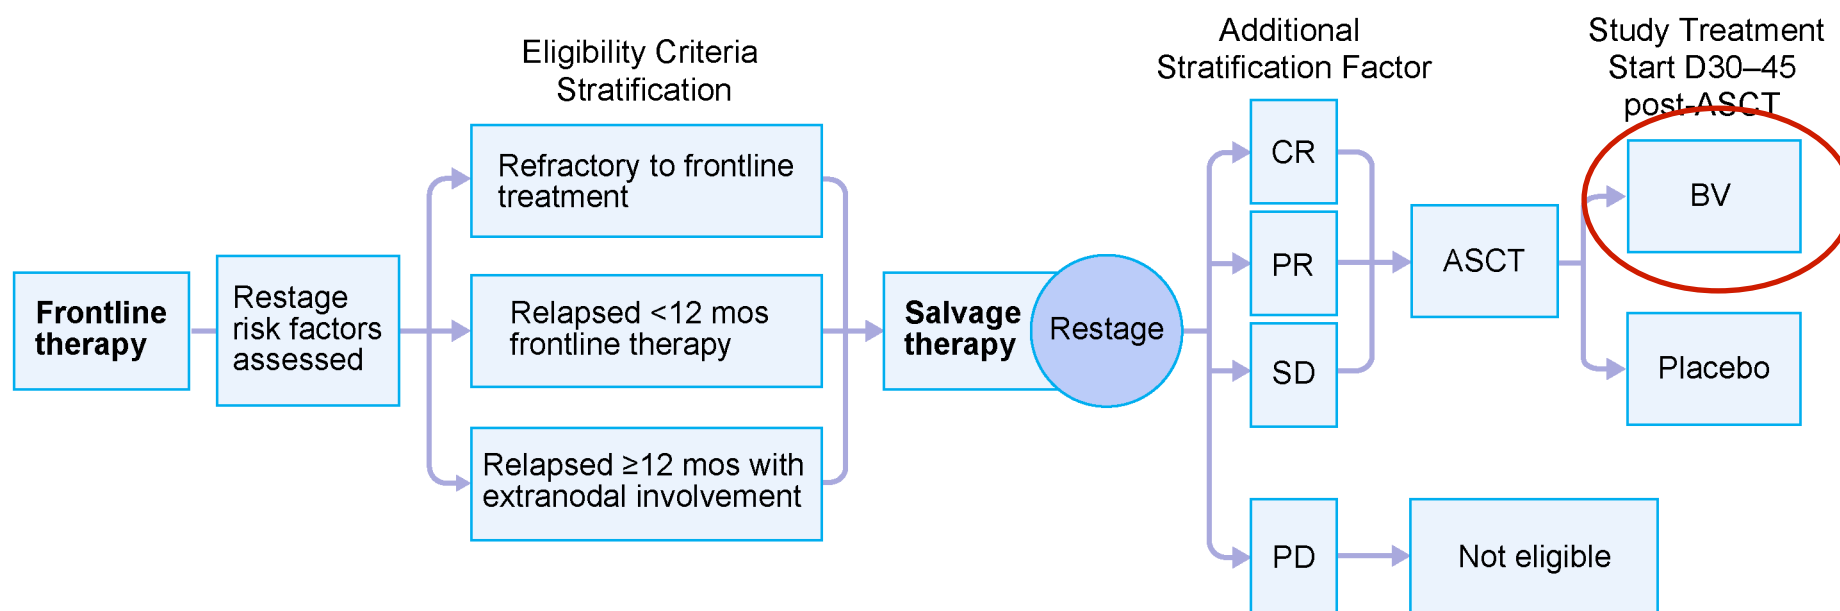 Eligibility Criteria
Stratification
Additional
Stratification Factor
Study Treatment
Start D30–45
post-ASCT
Frontline
therapy
Restage
risk factors
assessed
Refractory to frontline
treatment
Relapsed <12 mos
frontline therapy
Relapsed ≥12 mos with
extranodal involvement
Salvage
therapy
Restage
CR
PR
SD
PD
ASCT
Not eligible
BV
Placebo